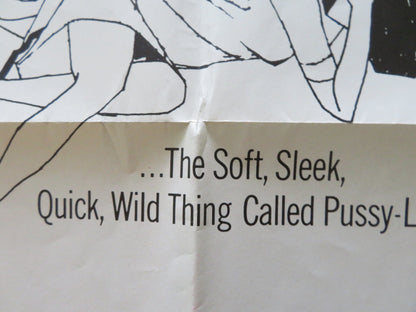 ...The Soft, Sleek,
Quick, Wild Thing Called Pussy-L